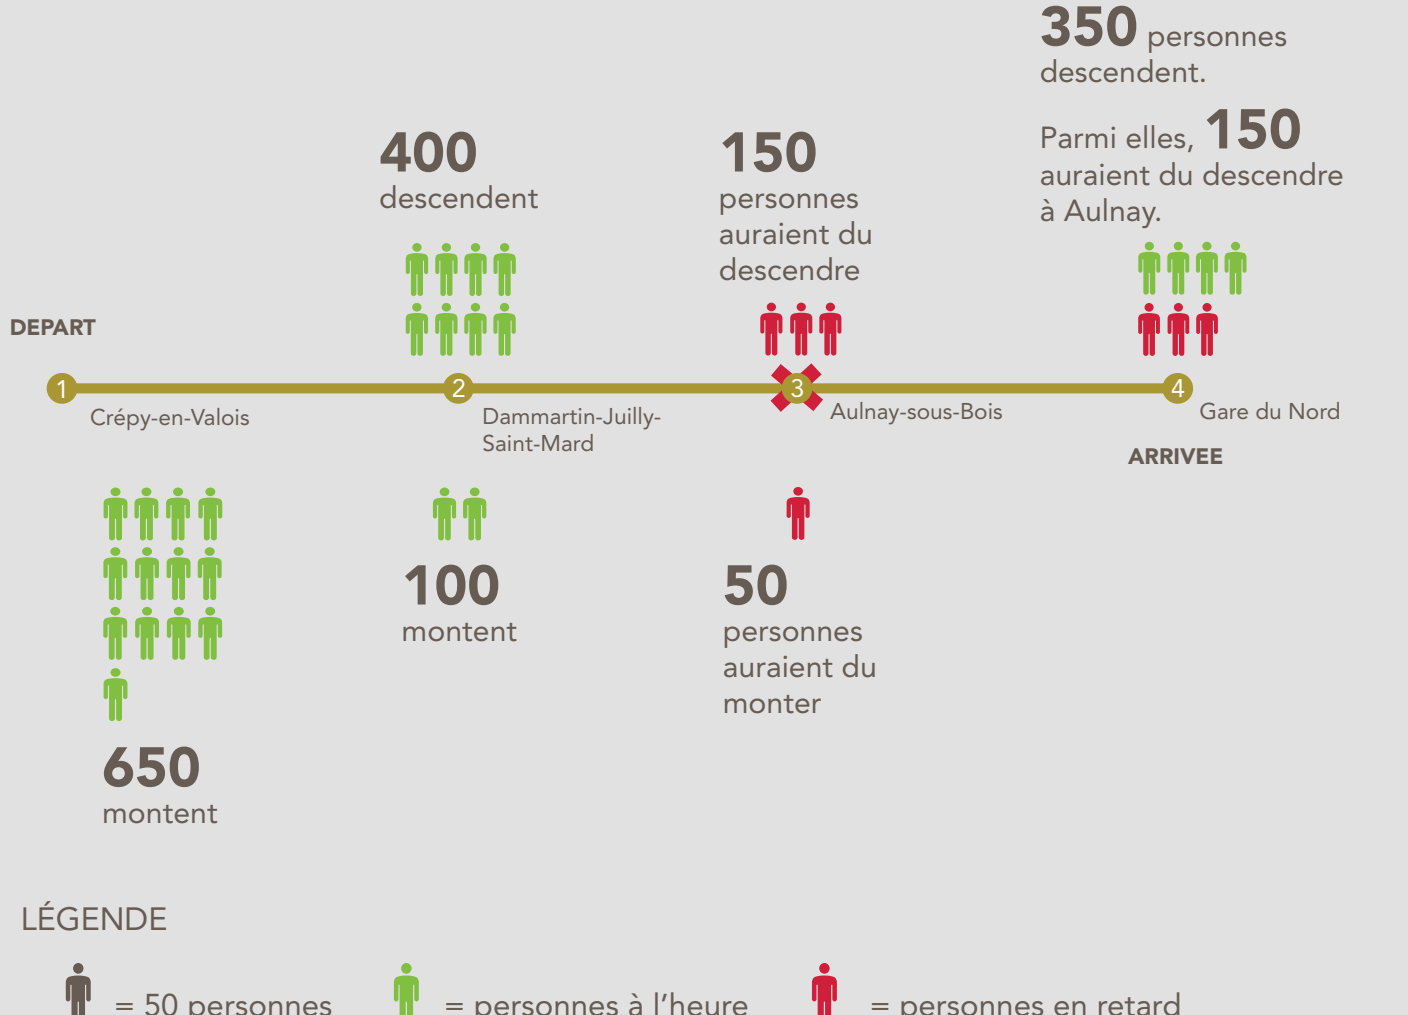 350 personnes
descendent.
Parmi elles, 150
auraient du descendre
à Aulnay.
400
descendent
150
personnes
auraient du
descendre
DEPART
1
2
3
4
Crépy-en-Valois
Dammartin-Juilly-
Saint-Mard
Aulnay-sous-Bois
Gare du Nord
ARRIVEE
650
montent
100
montent
50
personnes
auraient du
monter
LÉGENDE
= 50 personnes
= personnes à l'heure
= personnes en retard